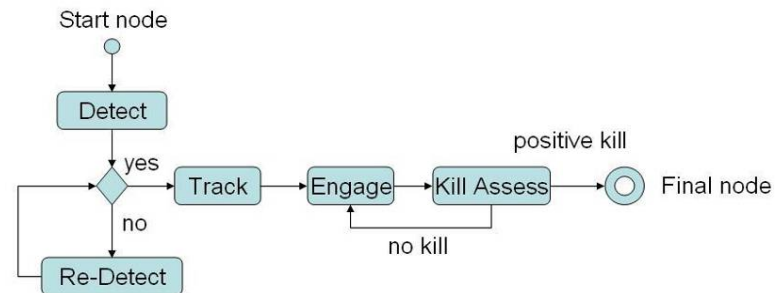 Start node
Detect
yes
positive kill
Track
Engage
Kill Assess
Final node
no
no kill
Re-Detect